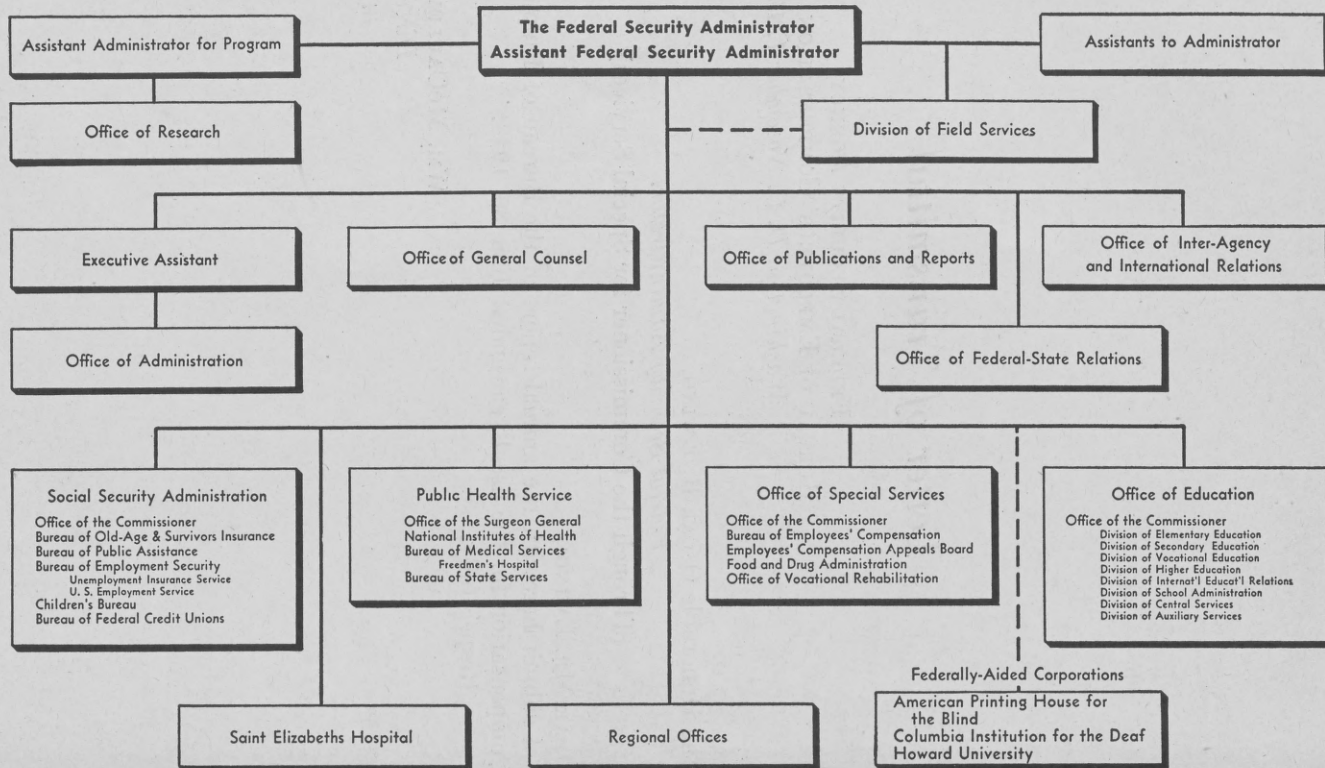 Assistant Administrator for Program
The Federal Security Administrator
Assistant Federal Security Administrator
Assistants to Administrator
Office of Research
Division of Field Services
Executive Assistant
Office of General Counsel
Office of Publications and Reports
Office of Inter-Agency
and International Relations
Office of Administration
Office of Federal-State Relations
Social Security Administration
Office of the Commissioner
Bureau of Old-Age & Survivors Insurance
Bureau of Public Assistance
Bureau of Employment Security
Unemployment Insurance Service
U. S. Employment Service
Children's Bureau
Bureau of Federal Credit Unions
Public Health Service
Office of the Surgeon General
National Institutes of Health
Bureau of Medical Services
Freedmen's Hospital
Bureau of State Services
Office of Special Services
Office of the Commissioner
Bureau of Employees' Compensation
Employees' Compensation Appeals Board
Food and Drug Administration
Office of Vocational Rehabilitation
Office of Education
Office of the Commissioner
Division of Elementary Education
Division of Secondary Education
Division of Vocational Education
Division of Higher Education
Division of Internat'l Educat'l Relations
Division of School Administration
Division of Central Services
Division of Auxiliary Services
Saint Elizabeths Hospital
Regional Offices
Federally-Aided Corporations
American Printing House for
the Blind
Columbia Institution for the Deaf
Howard University